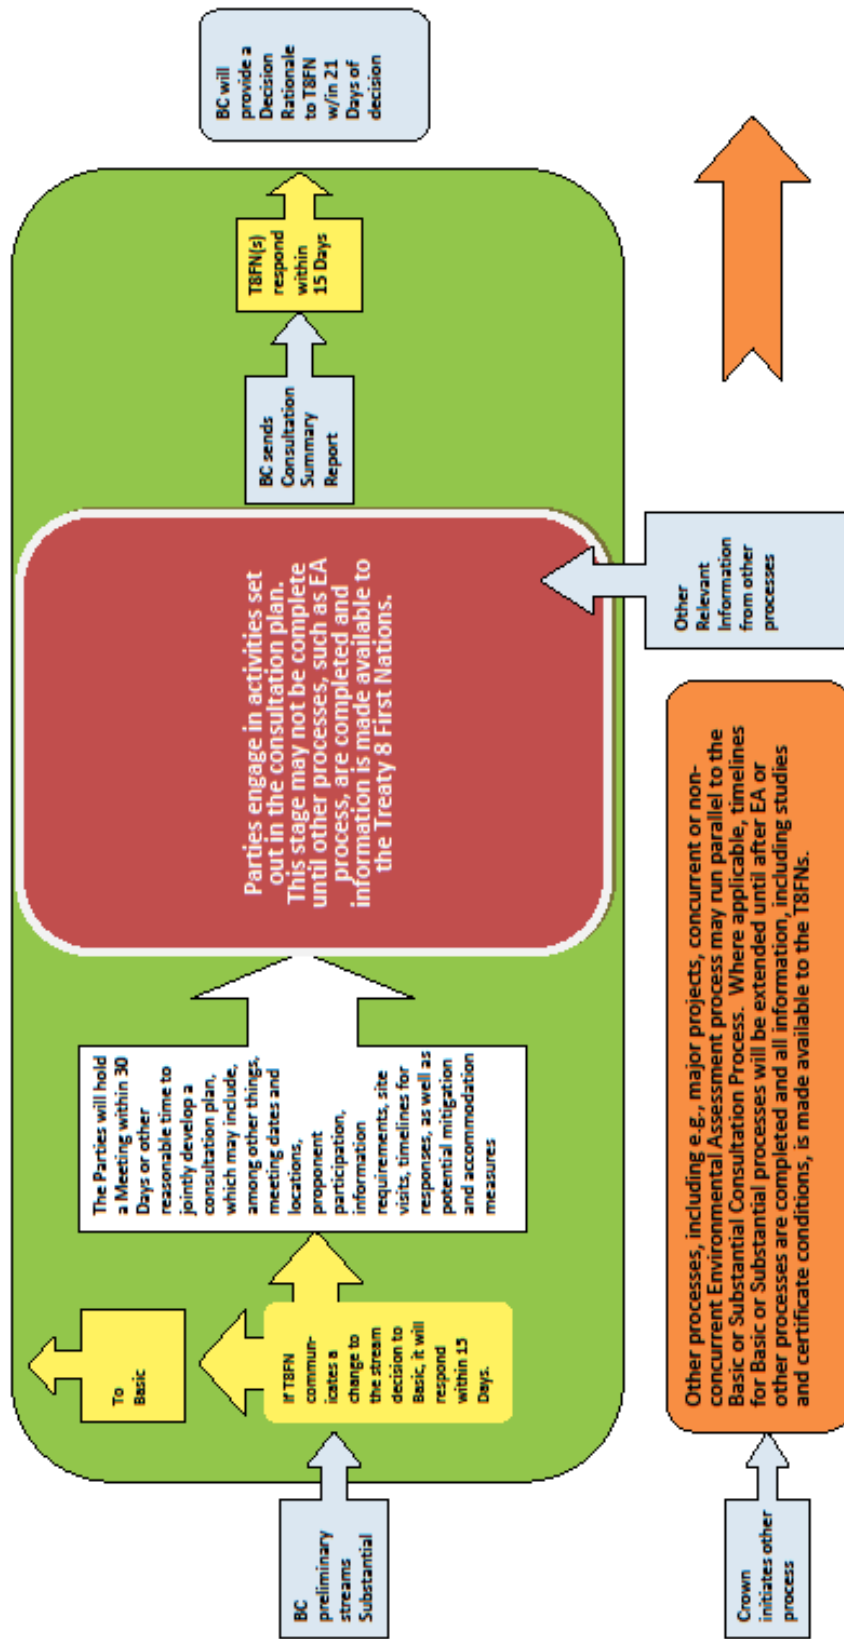 BC
preliminary
streams
Substantial
To
Basic
If T8FN
commun-
icates a
change to
the stream
decision to
Basic, it will
respond
within 15
Days.
The Parties will hold
a Meeting within 30
Days or other
reasonable time to
jointly develop a
consultation plan,
which may include,
among other things,
meeting dates and
locations,
proponent
participation,
information
requirements, site
visits, timelines for
responses, as well as
potential mitigation
and accommodation
measures
Parties engage in activities set
out in the consultation plan.
This stage may not be complete
until other processes, such as EA
process, are completed and
information is made available to
the Treaty 8 First Nations.
BC sends
Consultation
Summary
Report
T8FN(s)
respond
within
15 Days
BC will
provide a
Decision
Rationale
to T8FN
w/in 21
Days of
decision
Crown
initiates other
process
Other processes, including e.g., major projects, concurrent or non-
concurrent Environmental Assessment process may run parallel to the
Basic or Substantial Consultation Process.  Where applicable, timelines
for Basic or Substantial processes will be extended until after EA or
other processes are completed and all information, including studies
and certificate conditions, is made available to the T8FNs.
Other
Relevant
Information
from other
processes